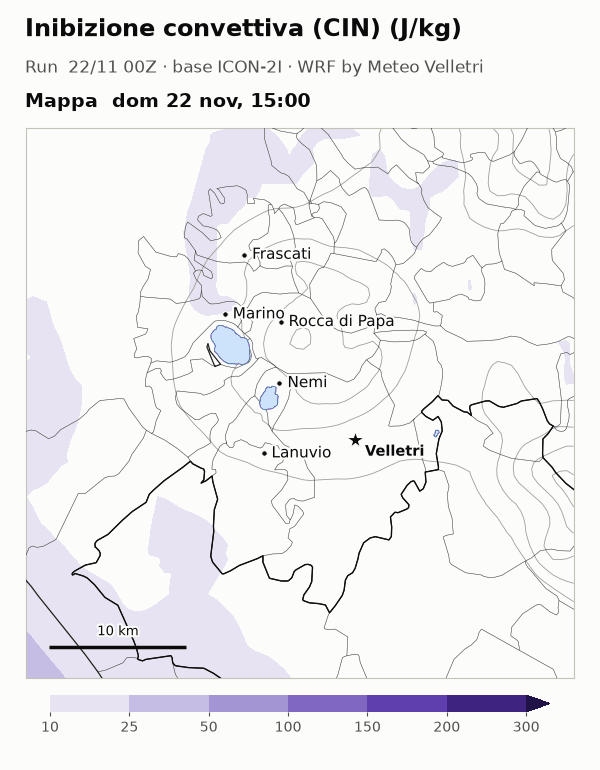 Inibizione convettiva (CIN) (J/kg)
Run  22/11 00Z · base ICON-2I · WRF by Meteo Velletri
Mappa  dom 22 nov, 15:00
Frascati
Marino
Rocca di Papa
Nemi
Velletri
Lanuvio
10 km
10 25 50 100 150 200 300